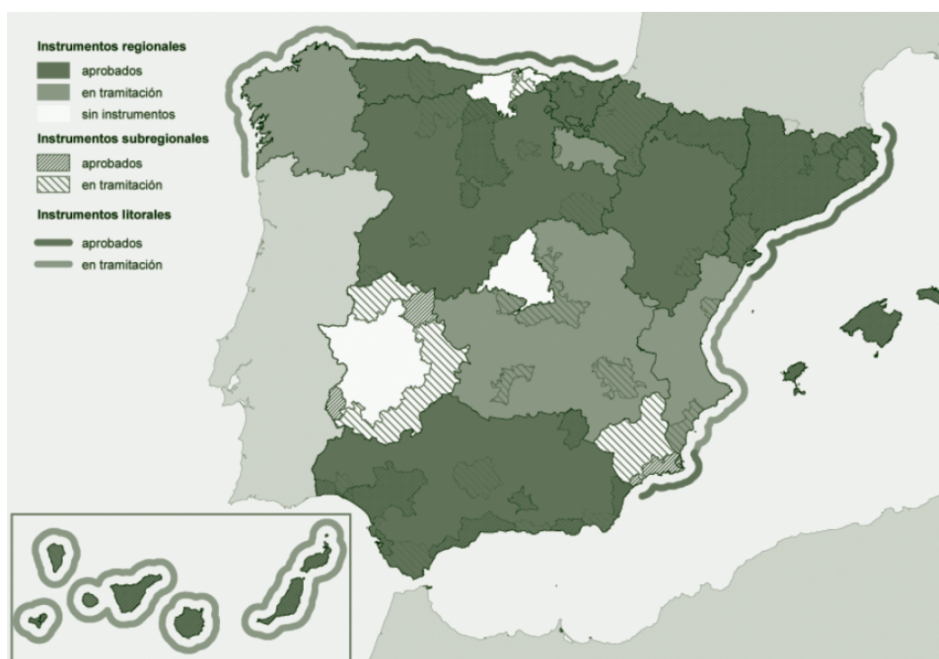 Instrumentos regionales
aprobados
en tramitación
sin instrumentos
Instrumentos subregionales
aprobados
en tramitación
Instrumentos litorales
aprobados
en tramitación